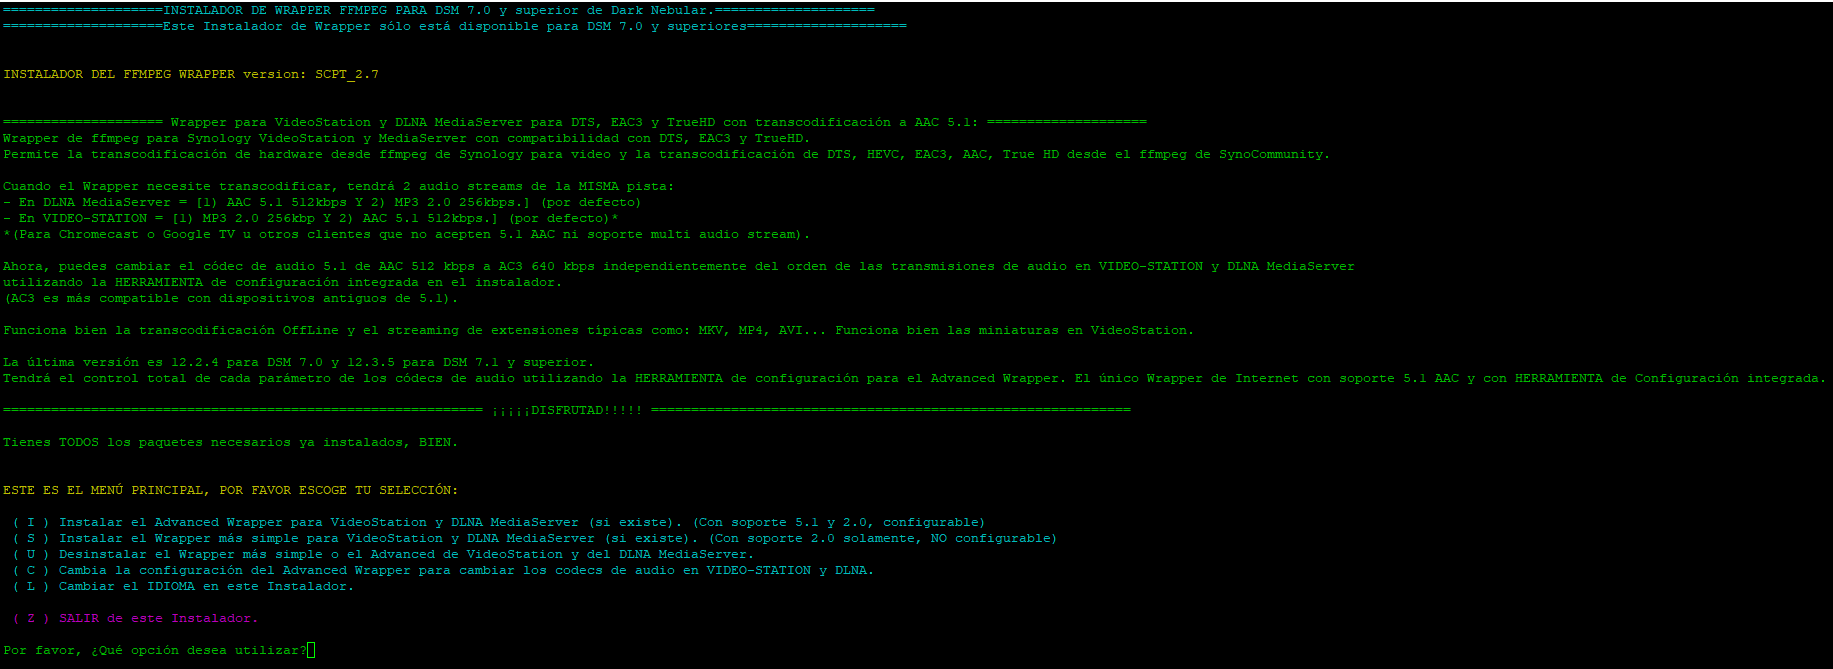 ====================INSTALADOR DE WRAPPER FFMPEG PARA DSM 7.0 y superior de Dark Nebular.====================
====================Este Instalador de Wrapper sólo está disponible para DSM 7.0 y superiores====================
INSTALADOR DEL FFMPEG WRAPPER version: SCPT_2.7
==================== Wrapper para VideoStation y DLNA MediaServer para DTS, EAC3 y TrueHD con transcodificación a AAC 5.1: ====================
Wrapper de ffmpeg para Synology VideoStation y MediaServer con compatibilidad con DTS, EAC3 y TrueHD.
Permite la transcodificación de hardware desde ffmpeg de Synology para video y la transcodificación de DTS, HEVC, EAC3, AAC, True HD desde el ffmpeg de SynoCommunity.
Cuando el Wrapper necesite transcodificar, tendrá 2 audio streams de la MISMA pista:
- En DLNA MediaServer = [1) AAC 5.1 512kbps Y 2) MP3 2.0 256kbps.] (por defecto)
- En VIDEO-STATION = [1) MP3 2.0 256kbp Y 2) AAC 5.1 512kbps.] (por defecto)*
*(Para Chromecast o Google TV u otros clientes que no acepten 5.1 AAC ni soporte multi audio stream).
Ahora, puedes cambiar el códec de audio 5.1 de AAC 512 kbps a AC3 640 kbps independientemente del orden de las transmisiones de audio en VIDEO-STATION y DLNA MediaServer
utilizando la HERRAMIENTA de configuración integrada en el instalador.
(AC3 es más compatible con dispositivos antiguos de 5.1).
Funciona bien la transcodificación OffLine y el streaming de extensiones típicas como: MKV, MP4, AVI... Funciona bien las miniaturas en VideoStation.
La última versión es 12.2.4 para DSM 7.0 y 12.3.5 para DSM 7.1 y superior.
Tendrá el control total de cada parámetro de los códecs de audio utilizando la HERRAMIENTA de configuración para el Advanced Wrapper. El único Wrapper de Internet con soporte 5.1 AAC y con HERRAMIENTA de Configuración integrada.
============================================================ ¡¡¡¡¡DISFRUTAD!!!!! ============================================================
Tienes TODOS los paquetes necesarios ya instalados, BIEN.
ESTE ES EL MENÚ PRINCIPAL, POR FAVOR ESCOGE TU SELECCIÓN:
( I ) Instalar el Advanced Wrapper para VideoStation y DLNA MediaServer (si existe). (Con soporte 5.1 y 2.0, configurable)
( S ) Instalar el Wrapper más simple para VideoStation y DLNA MediaServer (si existe). (Con soporte 2.0 solamente, NO configurable)
( U ) Desinstalar el Wrapper más simple o el Advanced de VideoStation y del DLNA MediaServer.
( C ) Cambia la configuración del Advanced Wrapper para cambiar los codecs de audio en VIDEO-STATION y DLNA.
( L ) Cambiar el IDIOMA en este Instalador.
( Z ) SALIR de este Instalador.
Por favor, ¿Qué opción desea utilizar?